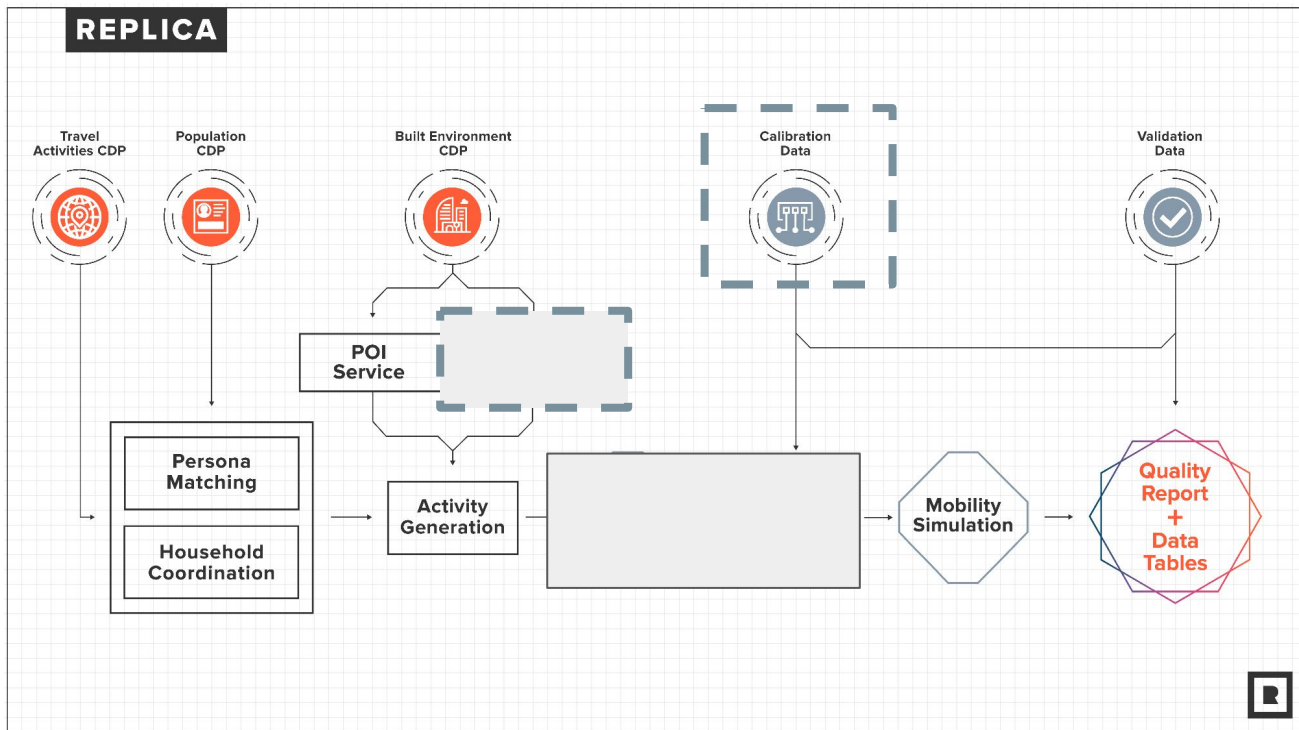 REPLICA
Travel
Activities CDP
Population
CDP
Built Environment
CDP
Calibration
Data
Validation
Data
POI
Service
Persona
Matching
Household
Coordination
Activity
Generation
Mobility
Simulation
Quality
Report
+
Data
Tables
R